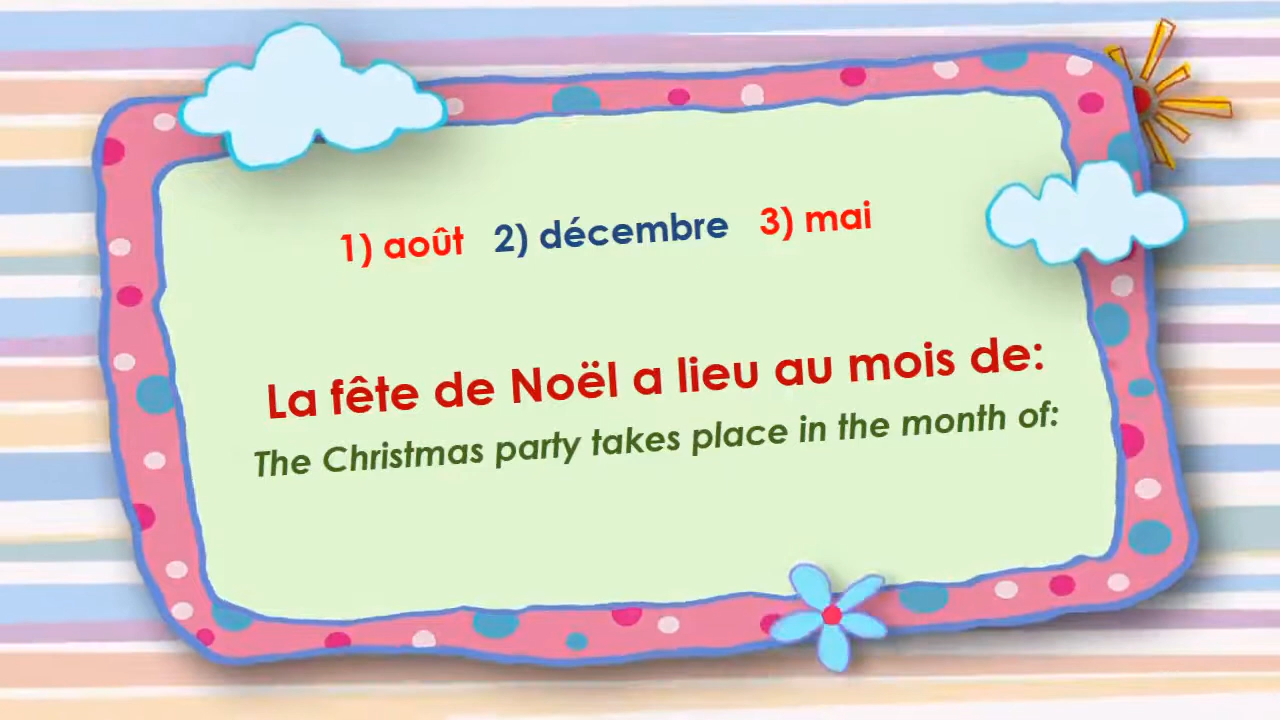 1) août 2) décembre 3) mai
La fête de Noël a lieu au mois de:
The Christmas party takes place in the month of: